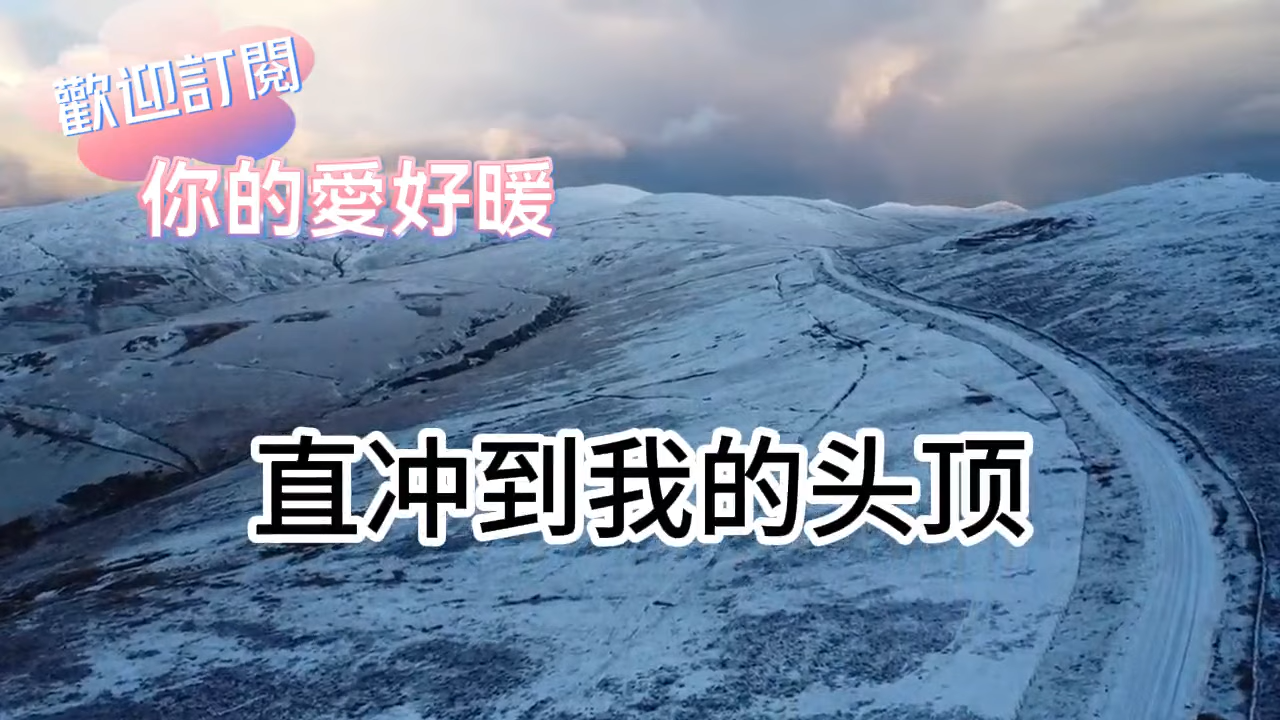 歡迎訂閱
你的愛好暖
直冲到我的头顶